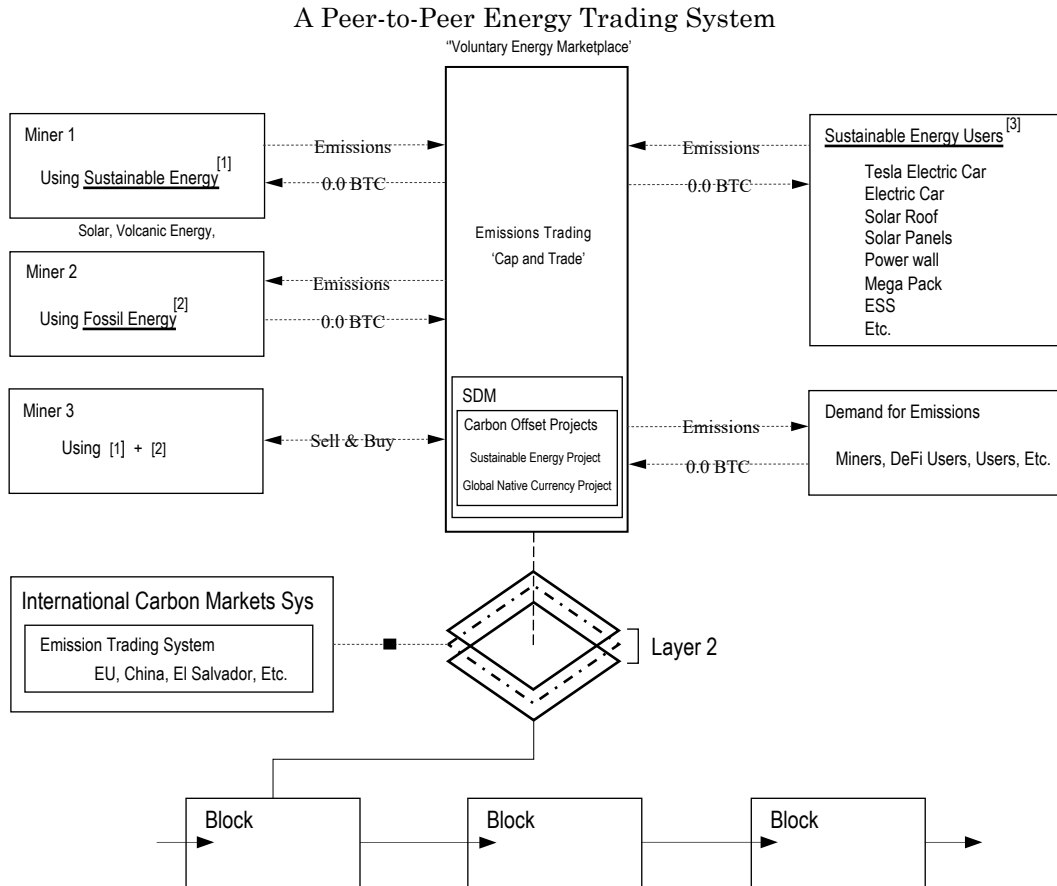 A Peer-to-Peer Energy Trading System
‘'Voluntary Energy Marketplace’
Miner 1
Using Sustainable Energy[1]
Solar, Volcanic Energy,
Emissions
0.0 BTC
Miner 2
Using Fossil Energy[2]
Emissions
0.0 BTC
Miner 3
Using [1] + [2]
Sell & Buy
Emissions Trading
‘Cap and Trade’
SDM
Carbon Offset Projects
Sustainable Energy Project
Global Native Currency Project
Emissions
0.0 BTC
Sustainable Energy Users[3]
Tesla Electric Car
Electric Car
Solar Roof
Solar Panels
Power wall
Mega Pack
ESS
Etc.
Emissions
0.0 BTC
Demand for Emissions
Miners, DeFi Users, Users, Etc.
International Carbon Markets Sys
Emission Trading System
EU, China, El Salvador, Etc.
Layer 2
Block
Block
Block